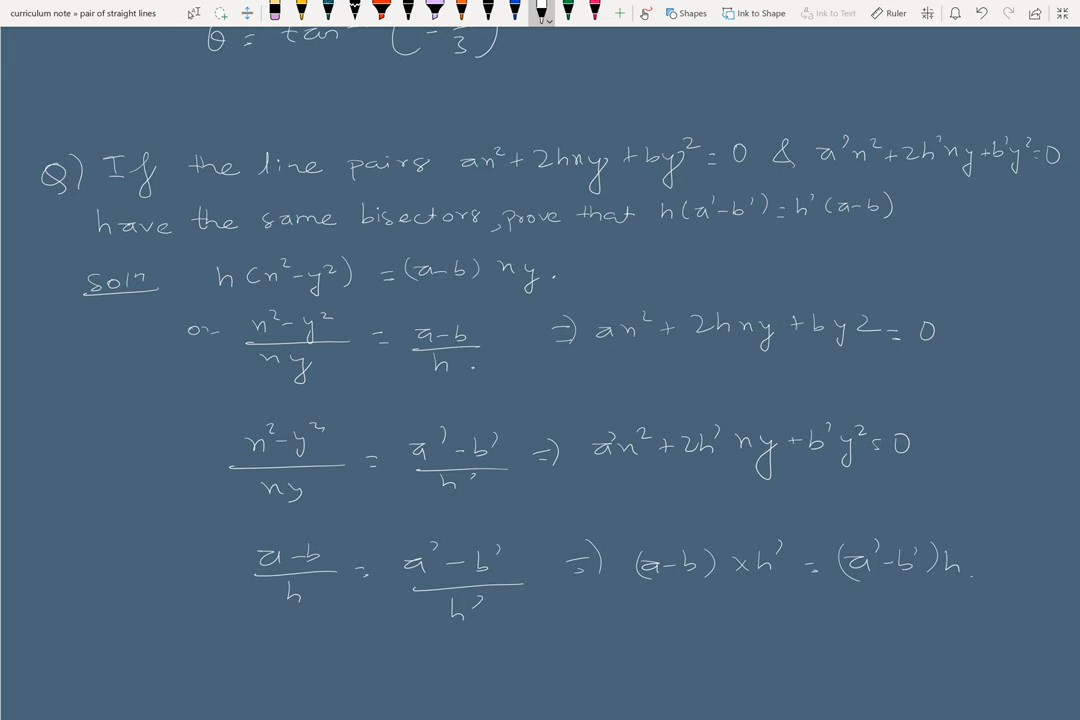 curriculum note » pair of straight lines
Shapes Ink to Shape Ink to Text Ruler
θ = tan⁻ (- /3)
Q) If the line pairs ax² + 2hxy + by² = 0 & a'x² + 2h'xy + b'y² = 0
have the same bisectors, prove that h(a'-b') = h'(a-b)
Soln h(x²-y²) = (a-b) xy.
or x²-y² / xy = a-b / h. => ax² + 2hxy + by2 = 0
x²-y² / xy = a'-b' / h' => a'x² + 2h'xy + b'y² = 0
a-b / h = a'-b' / h' => (a-b) × h' = (a'-b')h.